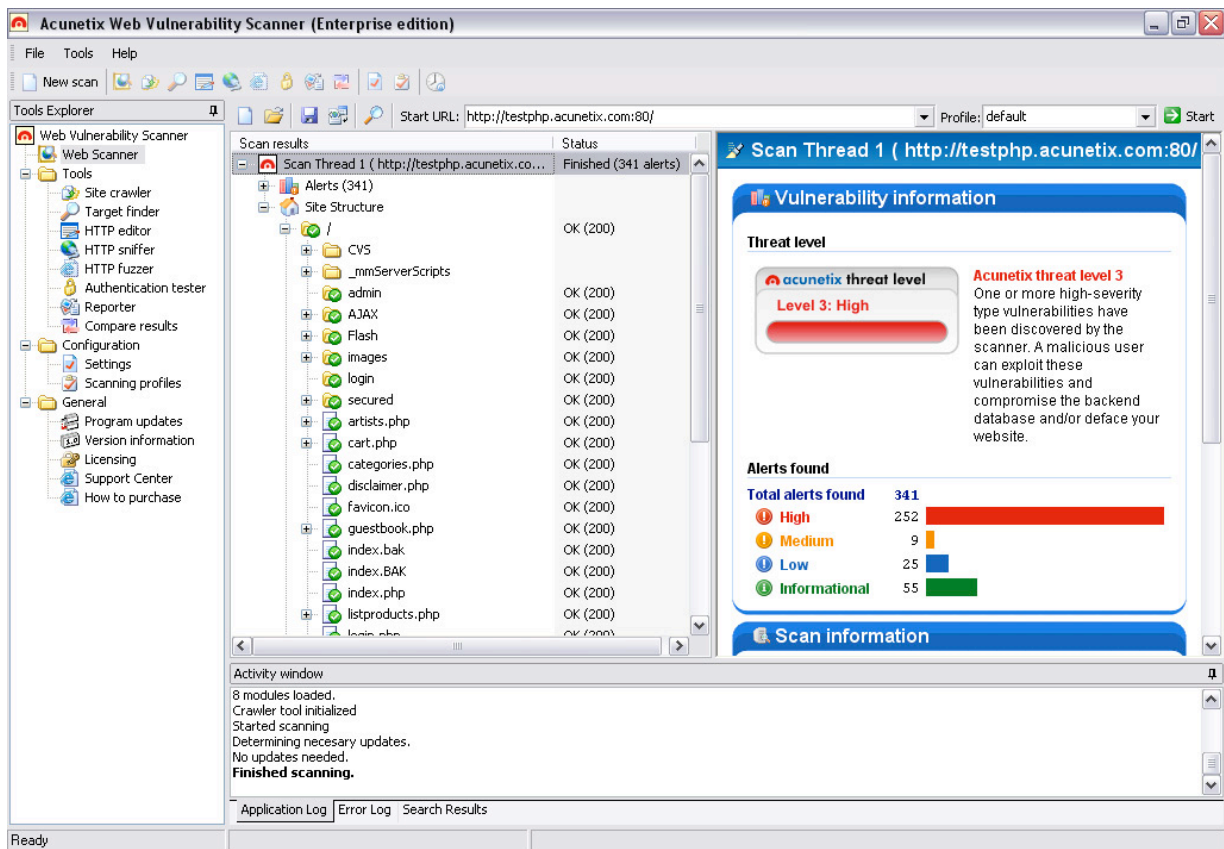 Acunetix Web Vulnerability Scanner (Enterprise edition)
File Tools Help
New scan
Tools Explorer
Web Vulnerability Scanner
Web Scanner
Tools
Site crawler
Target finder
HTTP editor
HTTP sniffer
HTTP fuzzer
Authentication tester
Reporter
Compare results
Configuration
Settings
Scanning profiles
General
Program updates
Version information
Licensing
Support Center
How to purchase
Start URL: http://testphp.acunetix.com:80/ Profile: default Start
Scan results Status
Scan Thread 1 ( http://testphp.acunetix.co... Finished (341 alerts)
Alerts (341)
Site Structure
/ OK (200)
CVS
_mmServerScripts
admin OK (200)
AJAX OK (200)
Flash OK (200)
images OK (200)
login OK (200)
secured OK (200)
artists.php OK (200)
cart.php OK (200)
categories.php OK (200)
disclaimer.php OK (200)
favicon.ico OK (200)
guestbook.php OK (200)
index.bak OK (200)
index.BAK OK (200)
index.php OK (200)
listproducts.php OK (200)
login.php OK (200)
Scan Thread 1 ( http://testphp.acunetix.com:80/
Vulnerability information
Threat level
acunetix threat level
Level 3: High
Acunetix threat level 3
One or more high-severity
type vulnerabilities have
been discovered by the
scanner. A malicious user
can exploit these
vulnerabilities and
compromise the backend
database and/or deface your
website.
Alerts found
Total alerts found 341
High 252
Medium 9
Low 25
Informational 55
Scan information
Activity window
8 modules loaded.
Crawler tool initialized
Started scanning
Determining necesary updates.
No updates needed.
Finished scanning.
Application Log Error Log Search Results
Ready